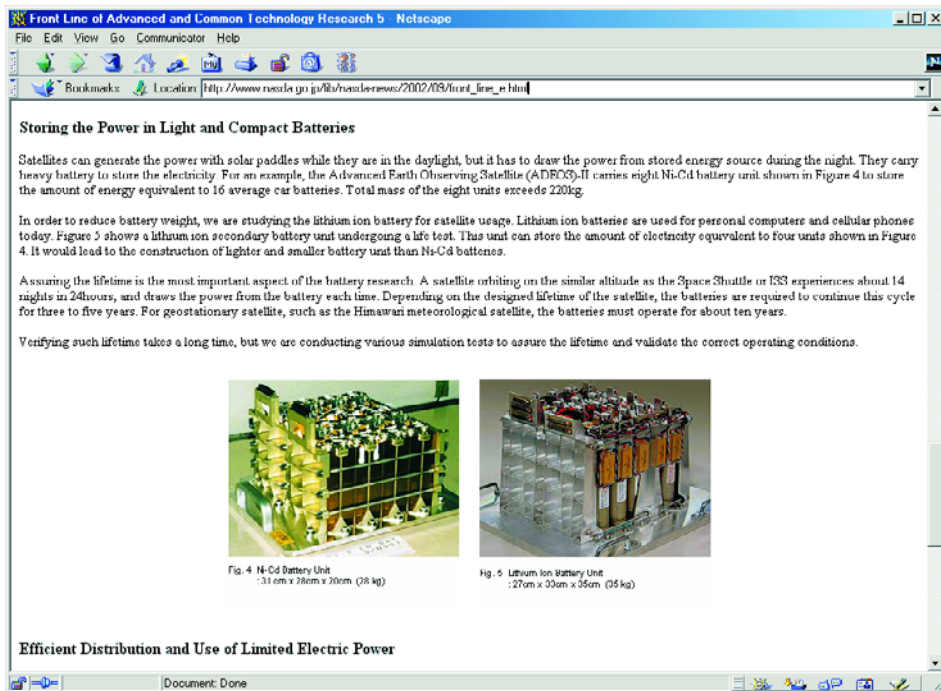 Front Line of Advanced and Common Technology Research 5 - Netscape
File Edit View Go Communicator Help
My
N
Bookmarks Location http://www.nasda.go.jp/lib/nasda-news/2002/09/front_line_e.html
Storing the Power in Light and Compact Batteries
Satellites can generate the power with solar paddles while they are in the daylight, but it has to draw the power from stored energy source during the night. They carry
heavy battery to store the electricity. For an example, the Advanced Earth Observing Satellite (ADEOS)-II carries eight Ni-Cd battery unit shown in Figure 4 to store
the amount of energy equivalent to 16 average car batteries. Total mass of the eight units exceeds 220kg.
In order to reduce battery weight, we are studying the lithium ion battery for satellite usage. Lithium ion batteries are used for personal computers and cellular phones
today. Figure 5 shows a lithium ion secondary battery unit undergoing a life test. This unit can store the amount of electricity equivalent to four units shown in Figure
4. It would lead to the construction of lighter and smaller battery unit than Ni-Cd batteries.
Assuring the lifetime is the most important aspect of the battery research. A satellite orbiting on the similar altitude as the Space Shuttle or ISS experiences about 14
nights in 24hours, and draws the power from the battery each time. Depending on the designed lifetime of the satellite, the batteries are required to continue this cycle
for three to five years. For geostationary satellite, such as the Himawari meteorological satellite, the batteries must operate for about ten years.
Verifying such lifetime takes a long time, but we are conducting various simulation tests to assure the lifetime and validate the correct operating conditions.
Fig. 4 Ni-Cd Battery Unit
: 31 cm x 28cm x 20cm (28 kg)
Fig. 5 Lithium Ion Battery Unit
: 27cm x 33cm x 35cm (35 kg)
Efficient Distribution and Use of Limited Electric Power
Document: Done